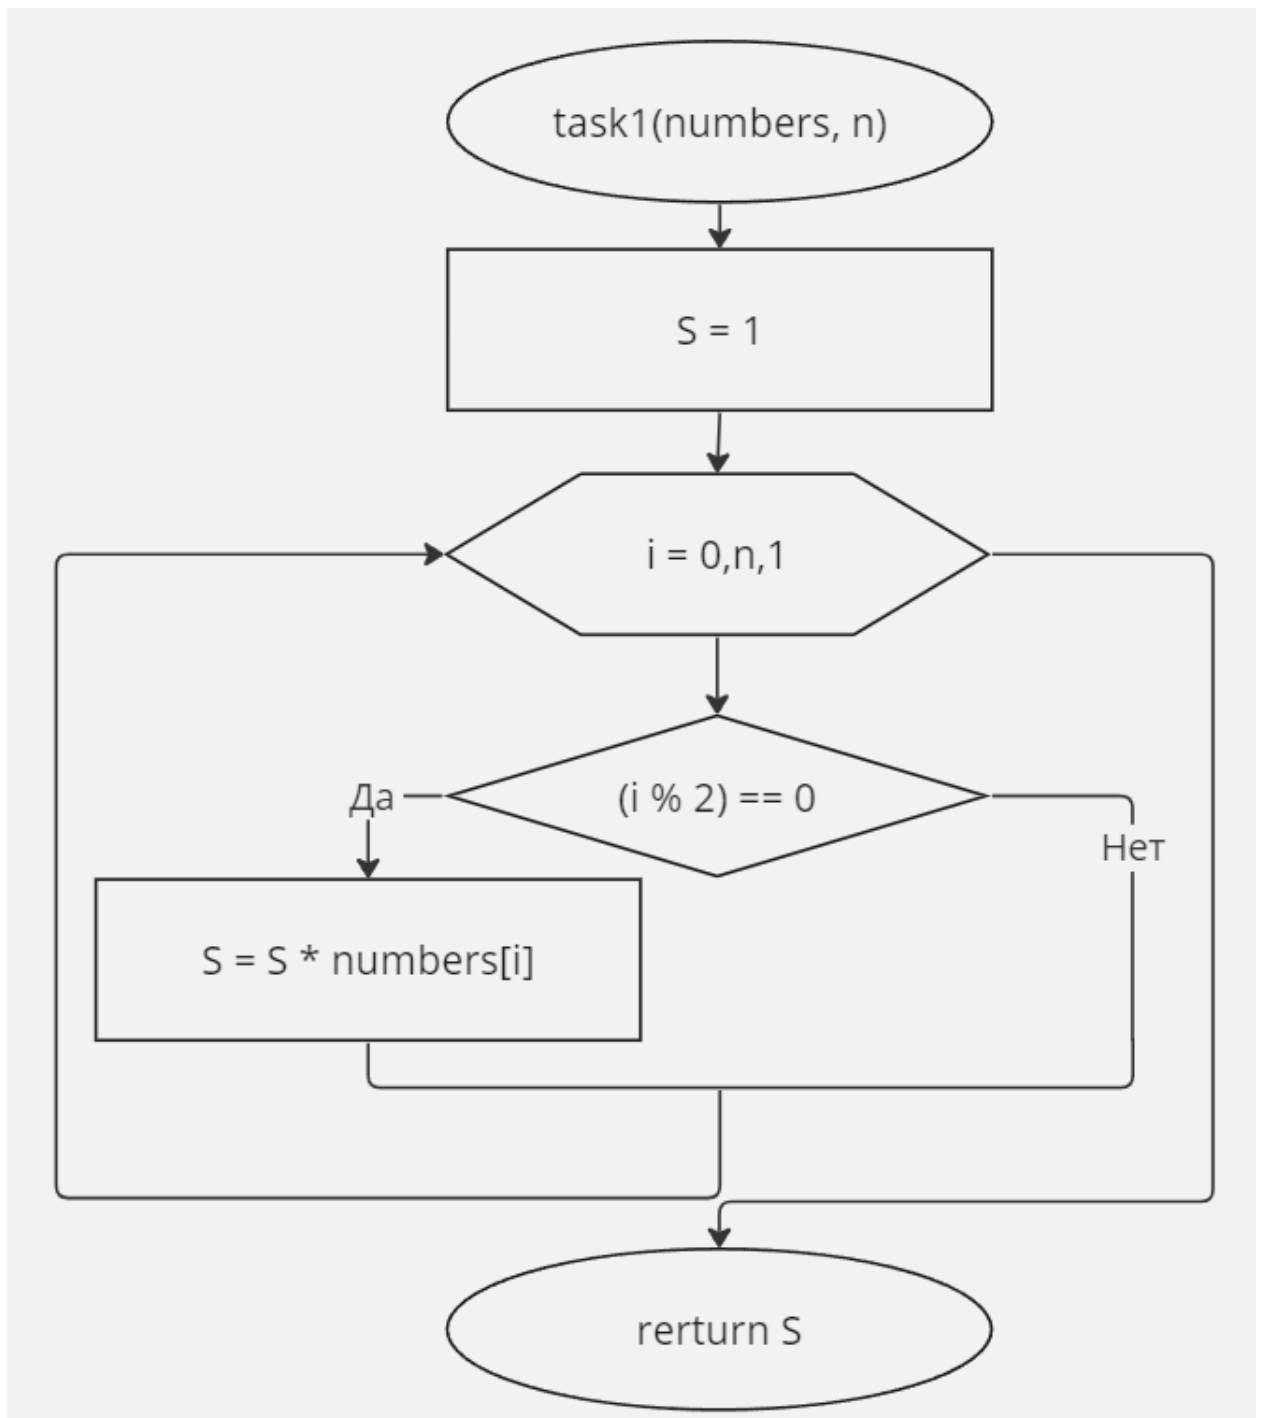 task1(numbers, n)
S = 1
i = 0,n,1
(i % 2) == 0
Да
Нет
S = S * numbers[i]
rerturn S